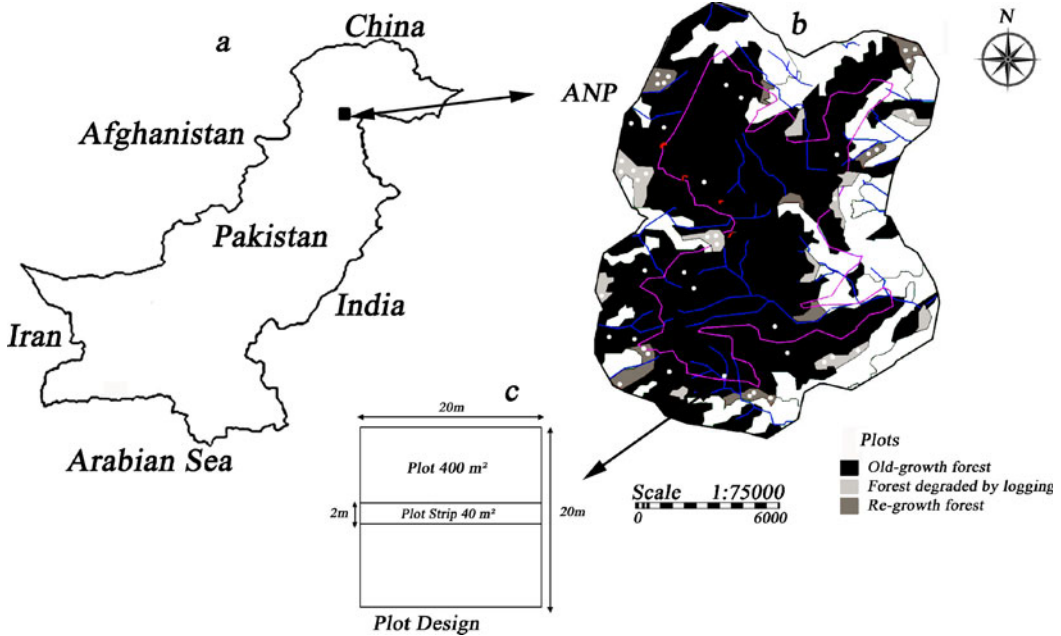 a
China
Afghanistan
Pakistan
India
Iran
Arabian Sea
b
N
ANP
Plots
Old-growth forest
Forest degraded by logging
Re-growth forest
Scale 1:75000
0 6000
c
20m
Plot 400 m²
2m
Plot Strip 40 m²
20m
Plot Design